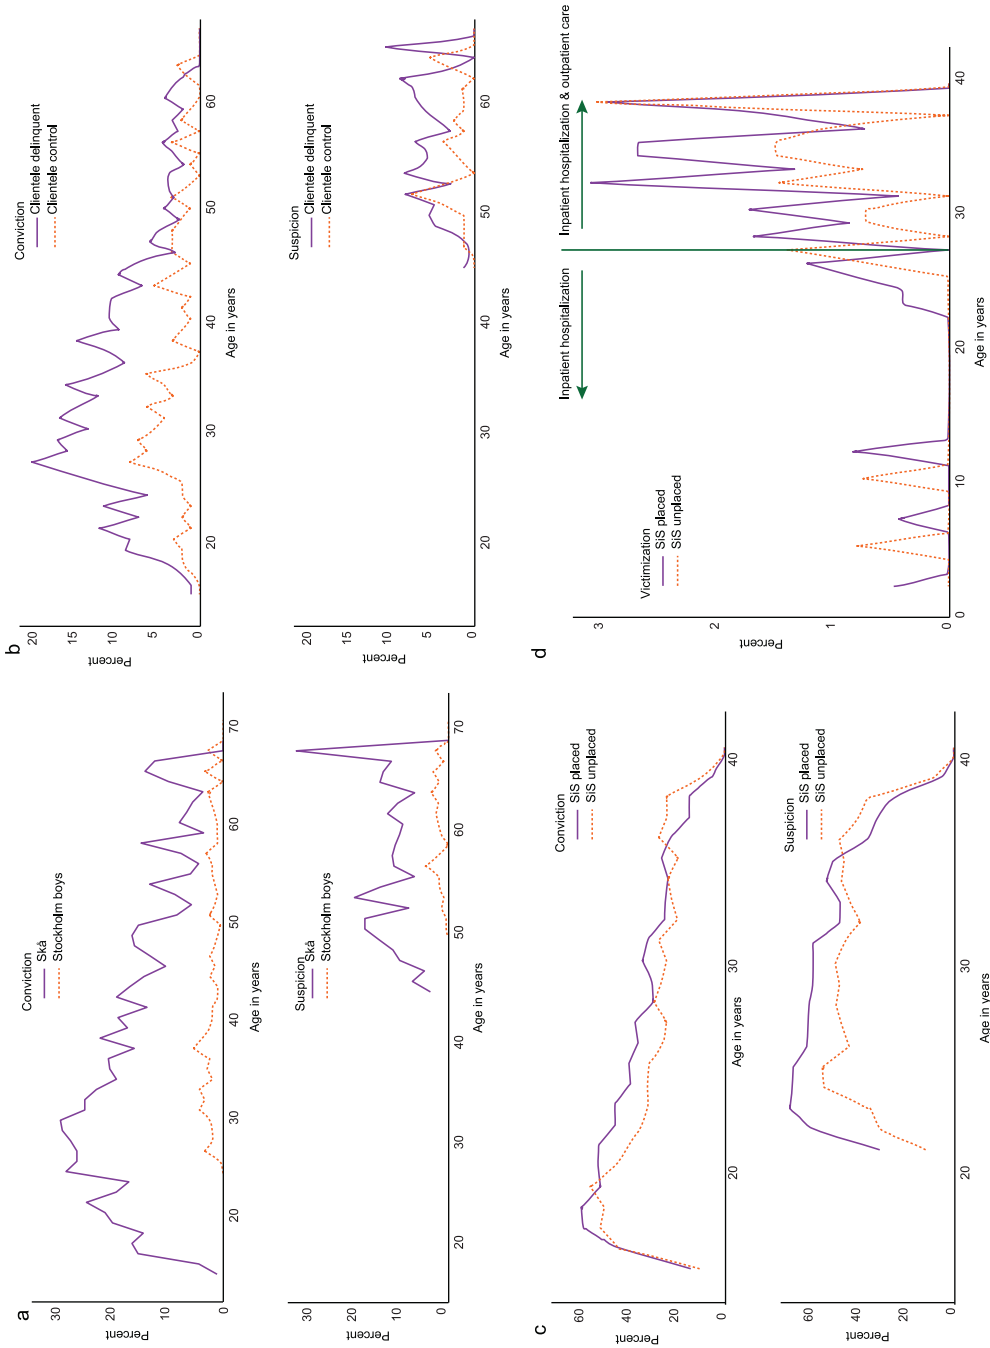 a
Conviction
Skå
Stockholm boys
Percent
30
20
10
0
20
30
40
50
60
70
Age in years
Suspicion
Skå
Stockholm boys
Percent
30
20
10
0
20
30
40
50
60
70
Age in years
b
Conviction
Clientele delinquent
Clientele control
Percent
20
15
10
5
0
20
30
40
50
60
Age in years
Suspicion
Clientele delinquent
Clientele control
Percent
20
15
10
5
0
20
30
40
50
60
Age in years
c
Conviction
SiS placed
SiS unplaced
Percent
60
40
20
0
20
30
40
Age in years
Suspicion
SiS placed
SiS unplaced
Percent
60
40
20
0
20
30
40
Age in years
d
Inpatient hospitalization
Inpatient hospitalization & outpatient care
Victimization
SiS placed
SiS unplaced
Percent
3
2
1
0
0
10
20
30
40
Age in years